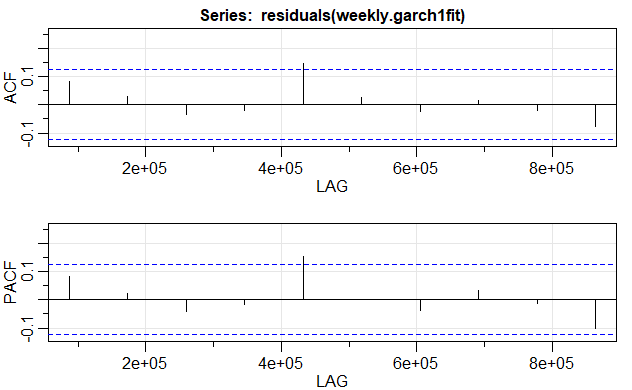 Series: residuals(weekly.garch1fit)
ACF
0.1
-0.1
2e+05 4e+05 6e+05 8e+05
LAG
PACF
0.1
-0.1
2e+05 4e+05 6e+05 8e+05
LAG